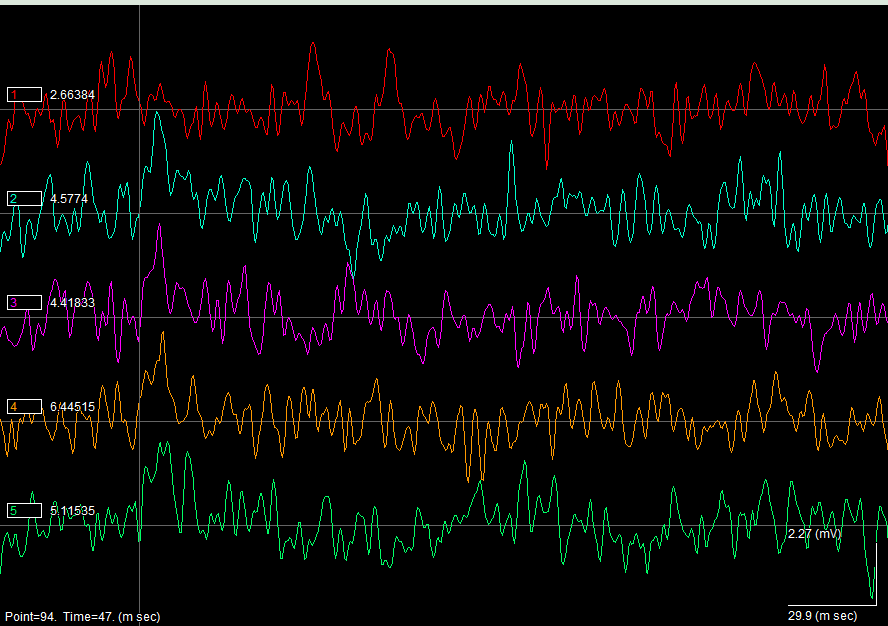 1 2.66384
2 4.5774
3 4.41833
4 6.44515
5 5.11535
2.27 (mV)
Point=94. Time=47. (m sec)
29.9 (m sec)